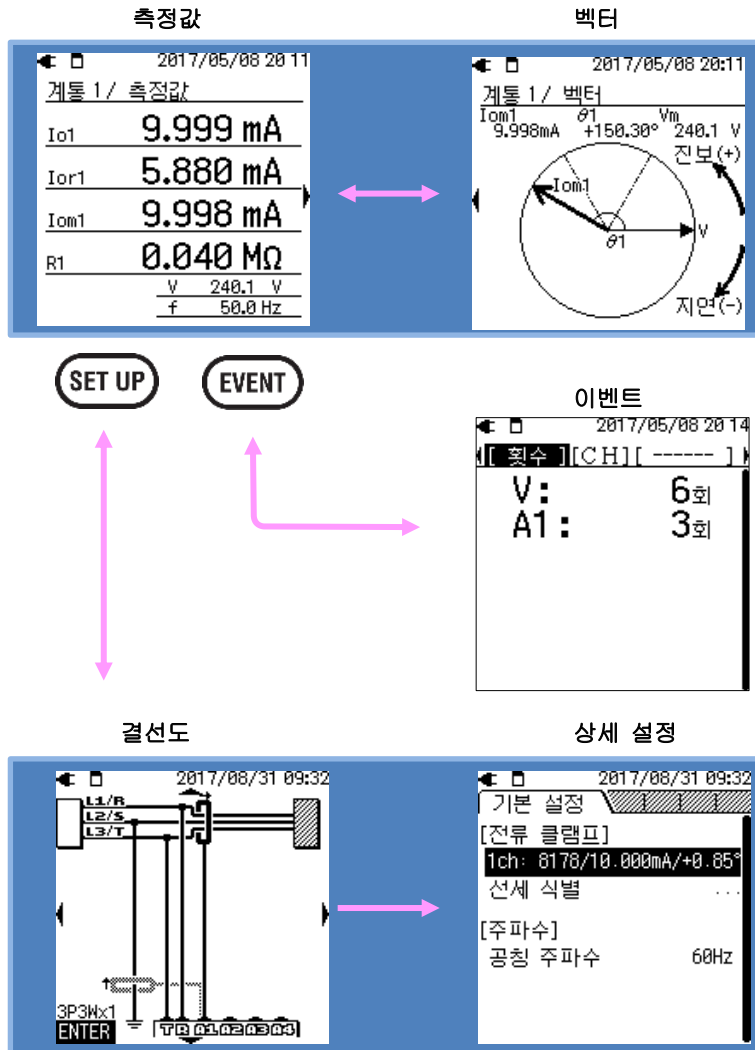 측정값
벡터
2017/05/08 20 11
계통 1/ 측정값
Io1 9.999 mA
Ior1 5.880 mA
Iom1 9.998 mA
R1 0.040 MΩ
V 240.1 V
f 50.0 Hz
2017/05/08 20:11
계통 1/ 벡터
Iom1 θ1 Vm
9.998mA +150.30° 240.1 V
진보(+)
Iom1
V
θ1
지연(-)
SET UP
EVENT
이벤트
2017/05/08 20 14
[ 횟수 ][CH][ ------ ]
V: 6회
A1: 3회
결선도
상세 설정
2017/08/31 09:32
L1/R
L2/S
L3/T
3P3Wx1
ENTER
T R A1 A2 A3 A4
2017/08/31 09:32
기본 설정
[전류 클램프]
1ch: 8178/10.000mA/+0.85°
선세 식별 ...
[주파수]
공칭 주파수 60Hz